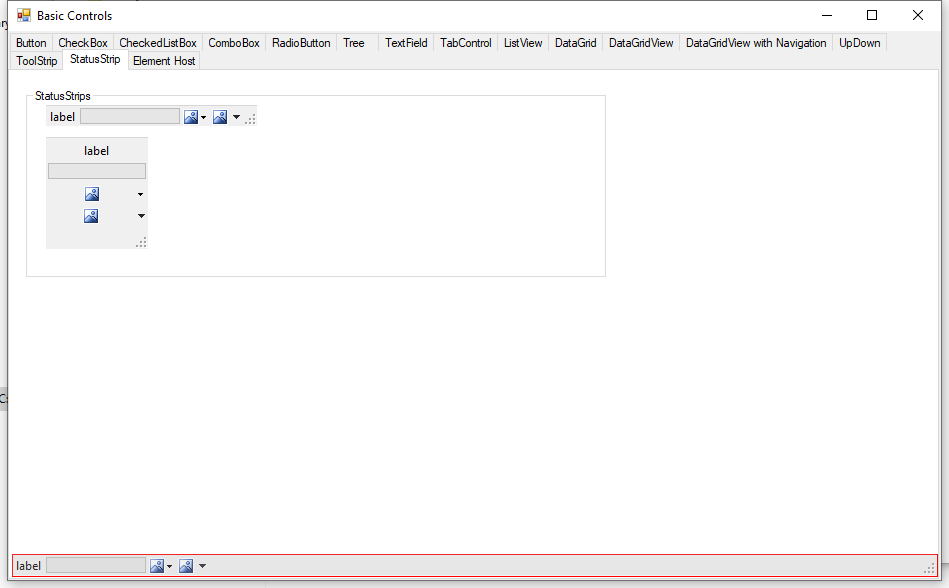 Basic Controls
Button CheckBox CheckedListBox ComboBox RadioButton Tree TextField TabControl ListView DataGrid DataGridView DataGridView with Navigation UpDown
ToolStrip StatusStrip Element Host
StatusStrips
label
label
label